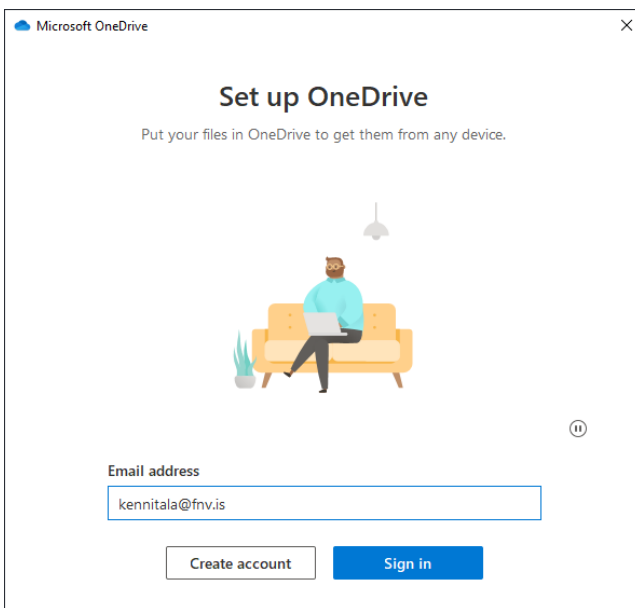 Microsoft OneDrive
Set up OneDrive
Put your files in OneDrive to get them from any device.
Email address
kennitala@fnv.is
Create account
Sign in